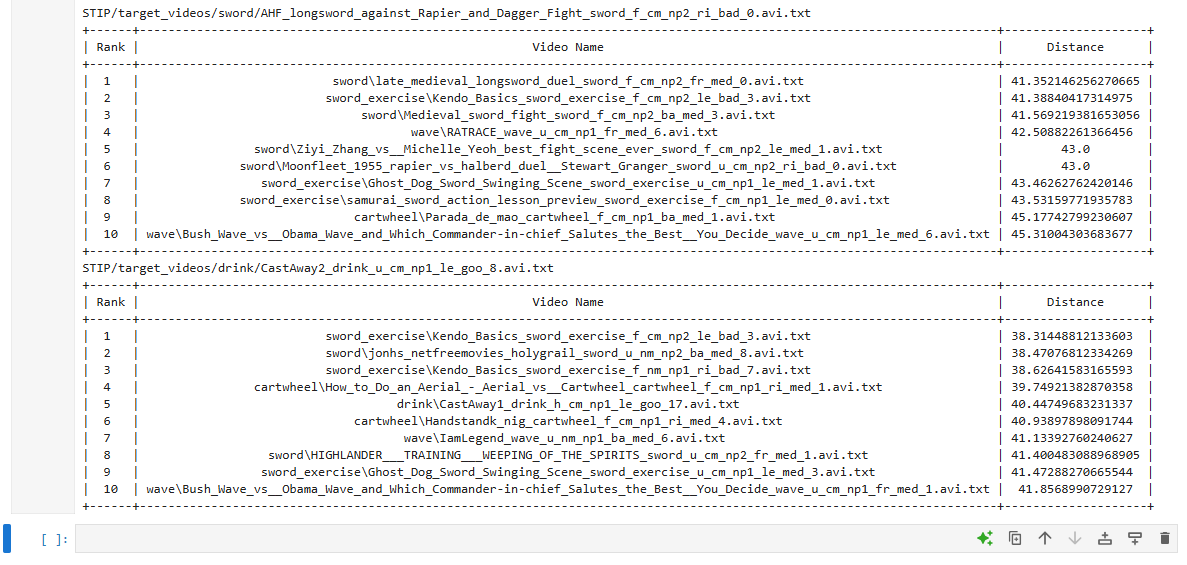 STIP/target_videos/sword/AHF_longsword_against_Rapier_and_Dagger_Fight_sword_f_cm_np2_ri_bad_0.avi.txt
+------+----------------------------------------------------------------------------------------------------------------------+--------------------+
| Rank | Video Name | Distance |
+------+----------------------------------------------------------------------------------------------------------------------+--------------------+
| 1 | sword\late_medieval_longsword_duel_sword_f_cm_np2_fr_med_0.avi.txt | 41.352146256270665 |
| 2 | sword_exercise\Kendo_Basics_sword_exercise_f_cm_np2_le_bad_3.avi.txt | 41.38840417314975 |
| 3 | sword\Medieval_sword_fight_sword_f_cm_np2_ba_med_3.avi.txt | 41.569219381653056 |
| 4 | wave\RATRACE_wave_u_cm_np1_fr_med_6.avi.txt | 42.50882261366456 |
| 5 | sword\Ziyi_Zhang_vs__Michelle_Yeoh_best_fight_scene_ever_sword_f_cm_np2_le_med_1.avi.txt | 43.0 |
| 6 | sword\Moonfleet_1955_rapier_vs_halberd_duel__Stewart_Granger_sword_u_cm_np2_ri_bad_0.avi.txt | 43.0 |
| 7 | sword_exercise\Ghost_Dog_Sword_Swinging_Scene_sword_exercise_u_cm_np1_le_med_1.avi.txt | 43.46262762420146 |
| 8 | sword_exercise\samurai_sword_action_lesson_preview_sword_exercise_f_cm_np1_le_med_0.avi.txt | 43.53159771935783 |
| 9 | cartwheel\Parada_de_mao_cartwheel_f_cm_np1_ba_med_1.avi.txt | 45.17742799230607 |
| 10 | wave\Bush_Wave_vs__Obama_Wave_and_Which_Commander-in-chief_Salutes_the_Best__You_Decide_wave_u_cm_np1_le_med_6.avi.txt | 45.31004303683677 |
+------+----------------------------------------------------------------------------------------------------------------------+--------------------+
STIP/target_videos/drink/CastAway2_drink_u_cm_np1_le_goo_8.avi.txt
+------+----------------------------------------------------------------------------------------------------------------------+--------------------+
| Rank | Video Name | Distance |
+------+----------------------------------------------------------------------------------------------------------------------+--------------------+
| 1 | sword_exercise\Kendo_Basics_sword_exercise_f_cm_np2_le_bad_3.avi.txt | 38.31448812133603 |
| 2 | sword\jonhs_netfreemovies_holygrail_sword_u_nm_np2_ba_med_8.avi.txt | 38.47076812334269 |
| 3 | sword_exercise\Kendo_Basics_sword_exercise_f_nm_np1_ri_bad_7.avi.txt | 38.62641583165593 |
| 4 | cartwheel\How_to_Do_an_Aerial_-_Aerial_vs__Cartwheel_cartwheel_f_cm_np1_ri_med_1.avi.txt | 39.74921382870358 |
| 5 | drink\CastAway1_drink_h_cm_np1_le_goo_17.avi.txt | 40.44749683231337 |
| 6 | cartwheel\Handstandk_nig_cartwheel_f_cm_np1_ri_med_4.avi.txt | 40.93897898091744 |
| 7 | wave\IamLegend_wave_u_nm_np1_ba_med_6.avi.txt | 41.13392760240627 |
| 8 | sword\HIGHLANDER___TRAINING___WEEPING_OF_THE_SPIRITS_sword_u_cm_np2_fr_med_1.avi.txt | 41.400483088968905 |
| 9 | sword_exercise\Ghost_Dog_Sword_Swinging_Scene_sword_exercise_u_cm_np1_le_med_3.avi.txt | 41.47288270665544 |
| 10 | wave\Bush_Wave_vs__Obama_Wave_and_Which_Commander-in-chief_Salutes_the_Best__You_Decide_wave_u_cm_np1_fr_med_1.avi.txt | 41.8568990729127 |
+------+----------------------------------------------------------------------------------------------------------------------+--------------------+
[ ]: